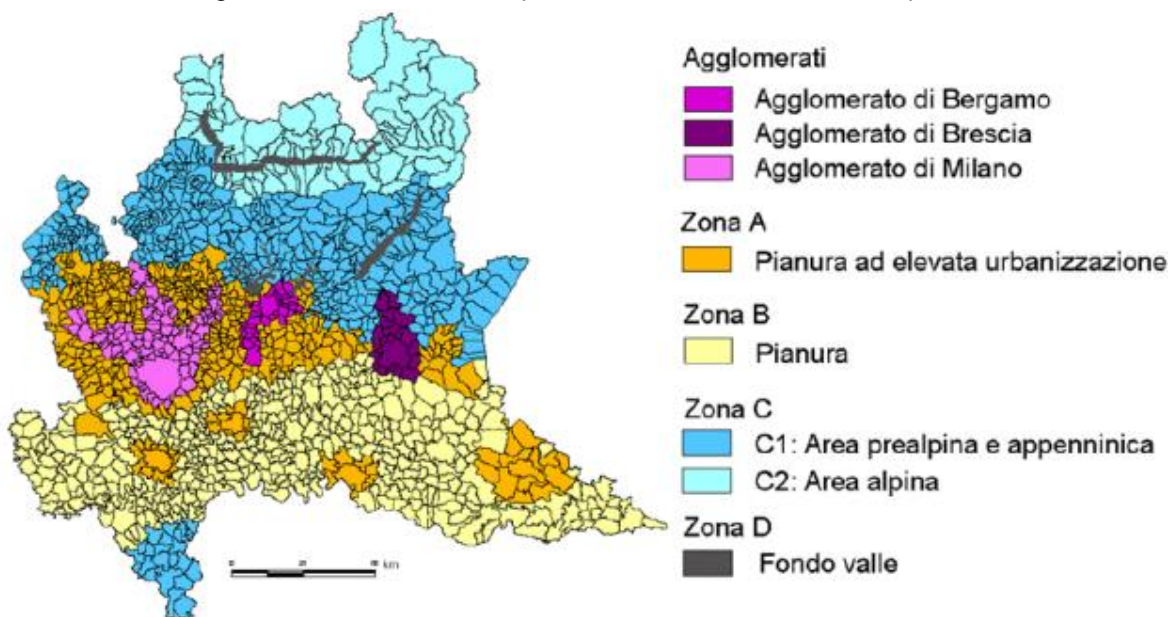 Agglomerati
Agglomerato di Bergamo
Agglomerato di Brescia
Agglomerato di Milano
Zona A
Pianura ad elevata urbanizzazione
Zona B
Pianura
Zona C
C1: Area prealpina e appenninica
C2: Area alpina
Zona D
Fondo valle
km